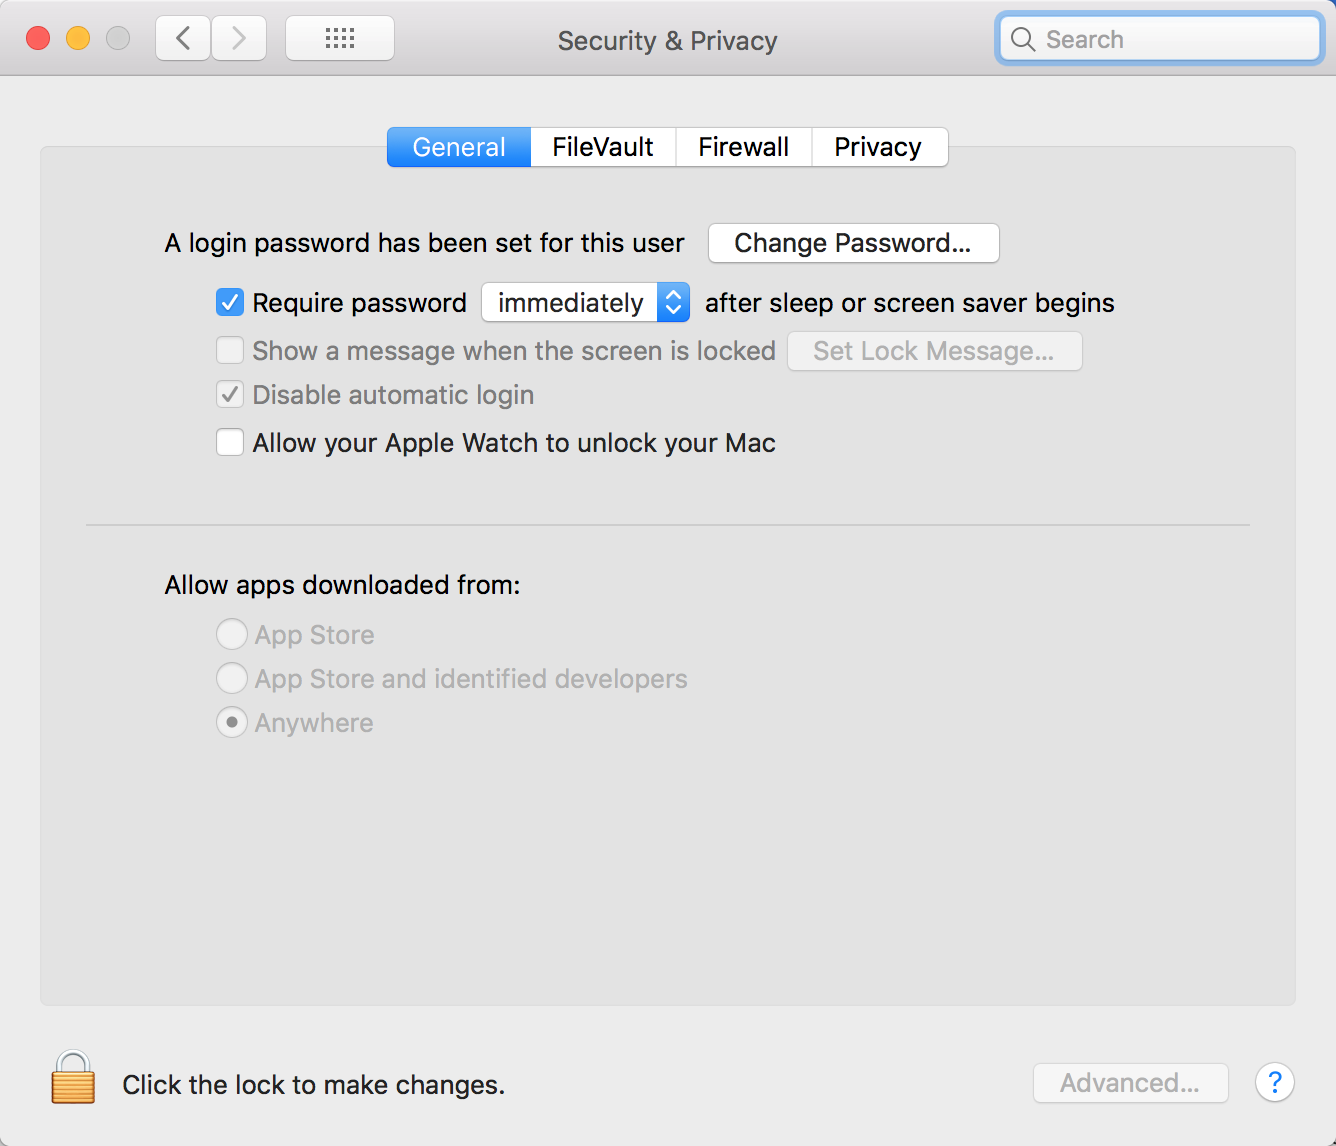 Security & Privacy
Search
General FileVault Firewall Privacy
A login password has been set for this user Change Password...
Require password immediately after sleep or screen saver begins
Show a message when the screen is locked Set Lock Message...
Disable automatic login
Allow your Apple Watch to unlock your Mac
Allow apps downloaded from:
App Store
App Store and identified developers
Anywhere
Click the lock to make changes.
Advanced...
?